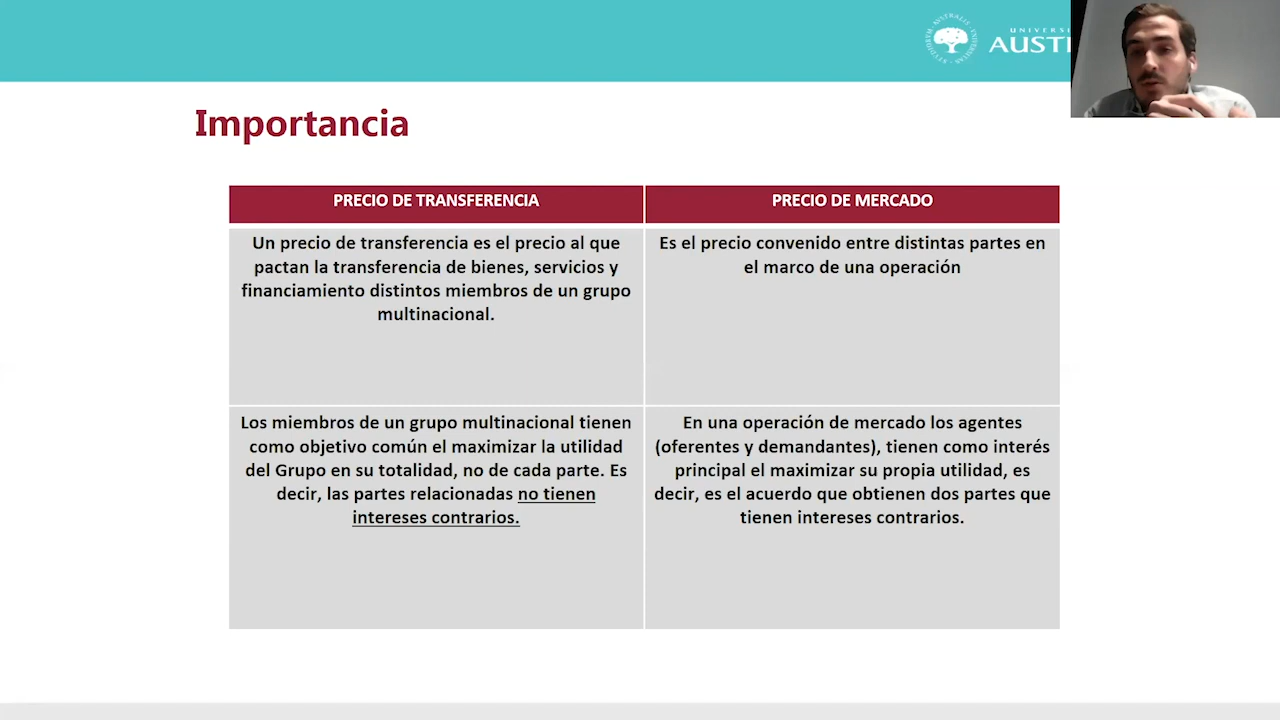 Importancia
PRECIO DE TRANSFERENCIA
PRECIO DE MERCADO
Un precio de transferencia es el precio al que
pactan la transferencia de bienes, servicios y
financiamiento distintos miembros de un grupo
multinacional.
Es el precio convenido entre distintas partes en
el marco de una operación
Los miembros de un grupo multinacional tienen
como objetivo común el maximizar la utilidad
del Grupo en su totalidad, no de cada parte. Es
decir, las partes relacionadas no tienen
intereses contrarios.
En una operación de mercado los agentes
(oferentes y demandantes), tienen como interés
principal el maximizar su propia utilidad, es
decir, es el acuerdo que obtienen dos partes que
tienen intereses contrarios.